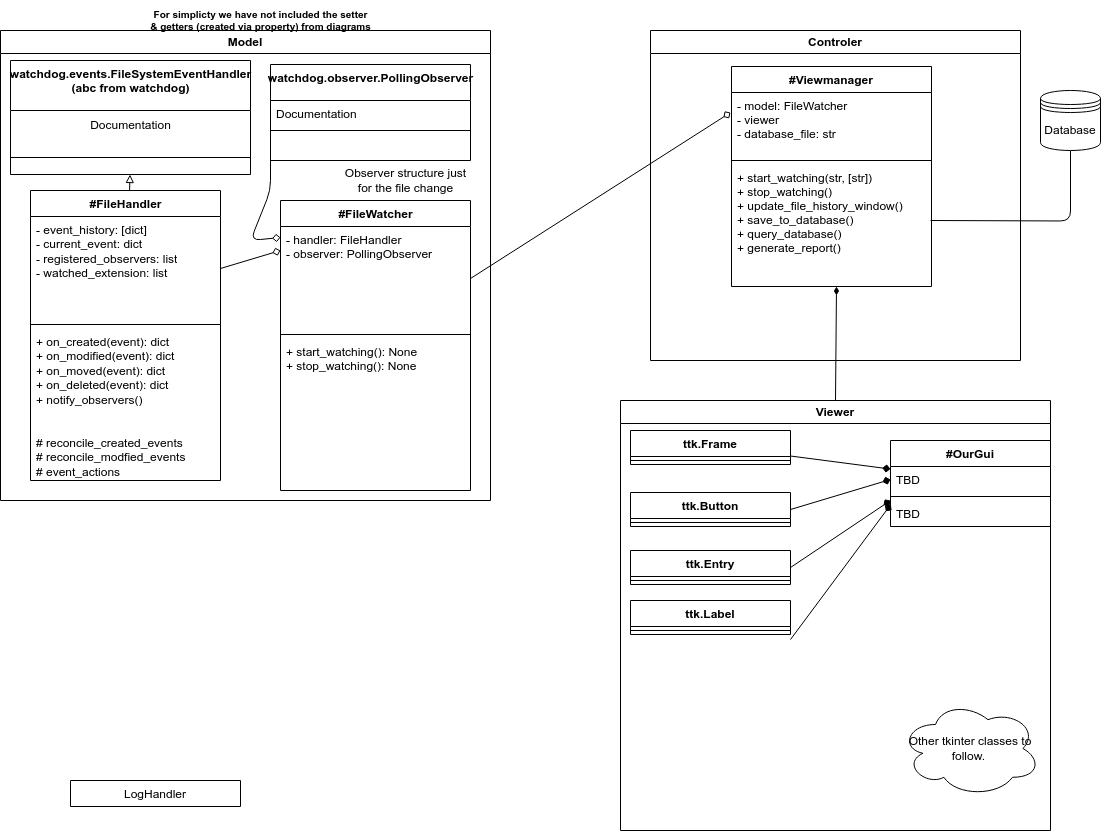 For simplicty we have not included the setter
& getters (created via property) from diagrams
Model
watchdog.events.FileSystemEventHandler
(abc from watchdog)
Documentation
watchdog.observer.PollingObserver
Documentation
Observer structure just
for the file change
#FileHandler
- event_history: [dict]
- current_event: dict
- registered_observers: list
- watched_extension: list
+ on_created(event): dict
+ on_modified(event): dict
+ on_moved(event): dict
+ on_deleted(event): dict
+ notify_observers()
# reconcile_created_events
# reconcile_modfied_events
# event_actions
#FileWatcher
- handler: FileHandler
- observer: PollingObserver
+ start_watching(): None
+ stop_watching(): None
Controler
#Viewmanager
- model: FileWatcher
- viewer
- database_file: str
+ start_watching(str, [str])
+ stop_watching()
+ update_file_history_window()
+ save_to_database()
+ query_database()
+ generate_report()
Database
Viewer
ttk.Frame
ttk.Button
ttk.Entry
ttk.Label
#OurGui
TBD
TBD
Other tkinter classes to
follow.
LogHandler